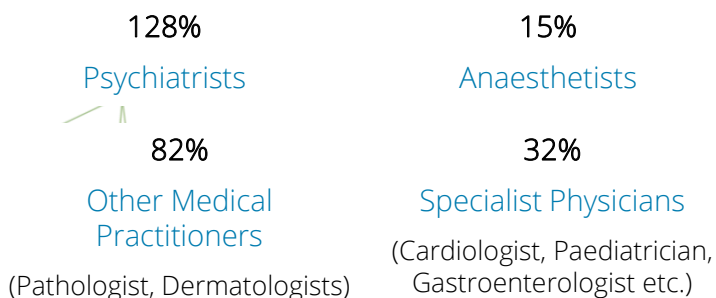 128%
Psychiatrists
15%
Anaesthetists
82%
Other Medical
Practitioners
(Pathologist, Dermatologists)
32%
Specialist Physicians
(Cardiologist, Paediatrician,
Gastroenterologist etc.)